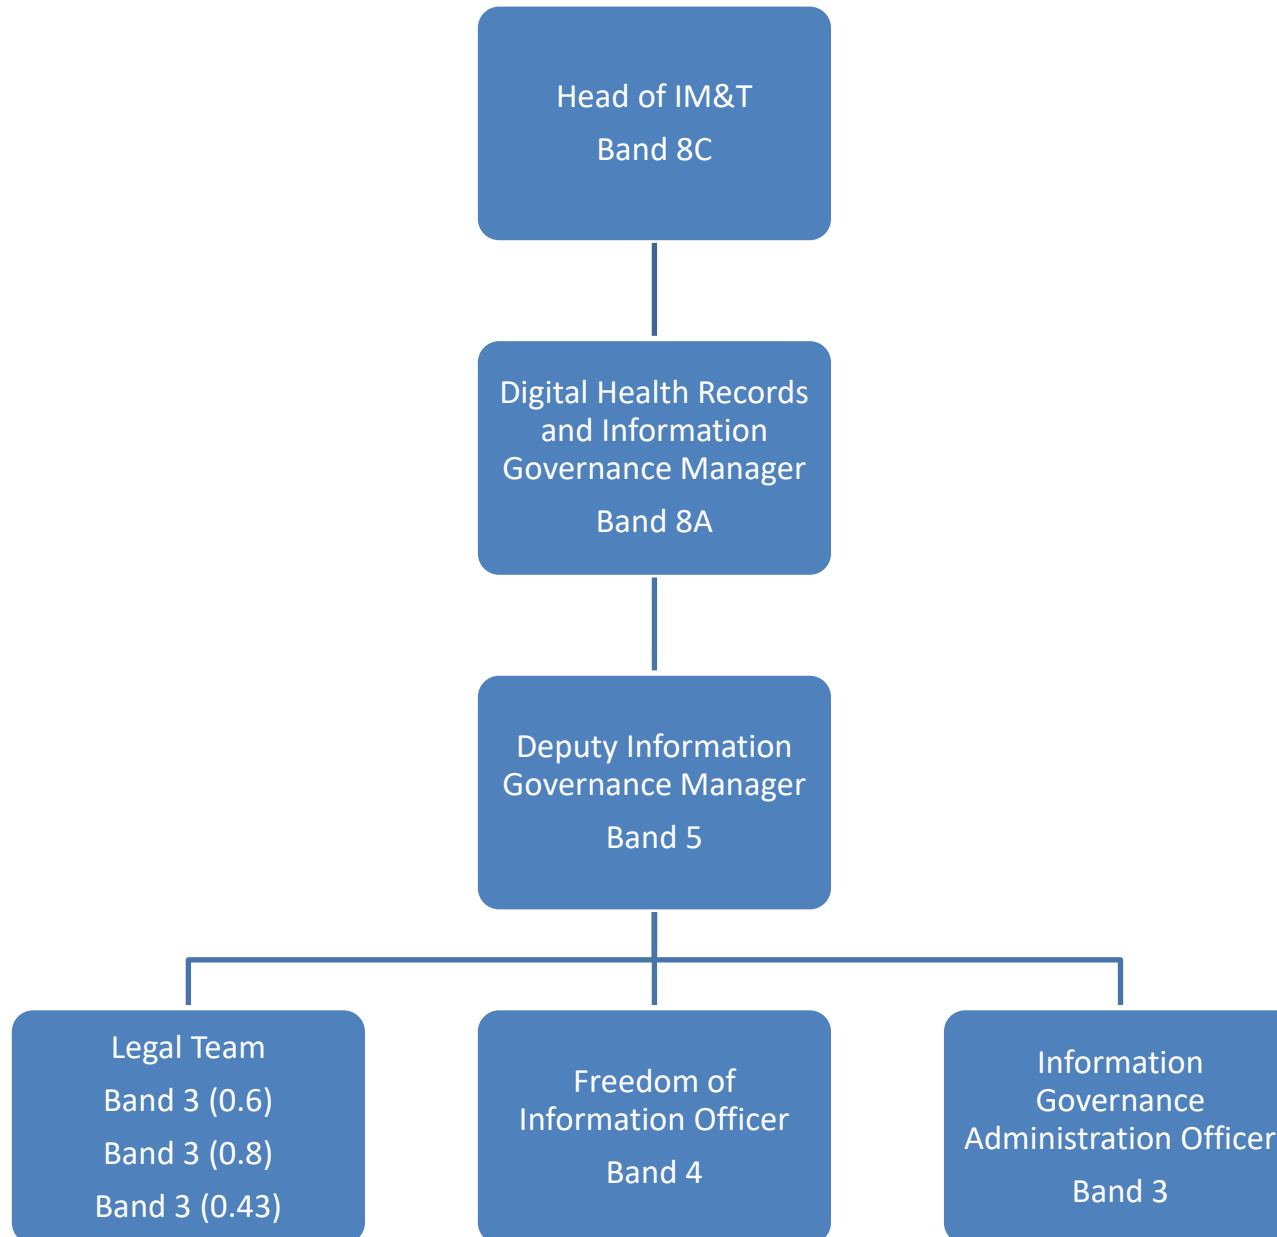 Head of IM&T
Band 8C
Digital Health Records
and Information
Governance Manager
Band 8A
Deputy Information
Governance Manager
Band 5
Legal Team
Band 3 (0.6)
Band 3 (0.8)
Band 3 (0.43)
Freedom of
Information Officer
Band 4
Information
Governance
Administration Officer
Band 3